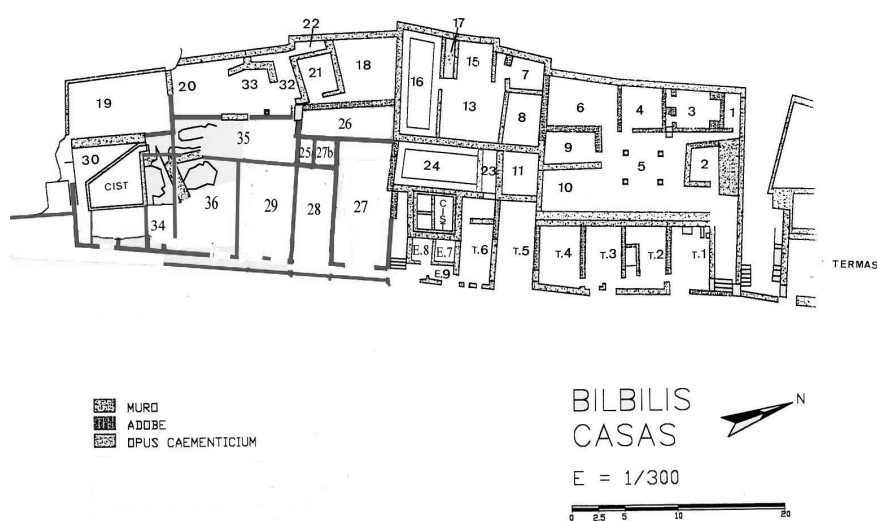 22
17
20
33
32
21
18
16
15
7
19
13
8
6
4
3
1
26
30
35
25
27b
24
23
11
9
5
2
10
CIST
36
29
28
27
CIS
34
E.8
E.7
E.9
T.6
T.5
T.4
T.3
T.2
T.1
TERMAS
MURO
ADOBE
OPUS CAEMENTICIUM
BILBILIS
CASAS
N
E = 1/300
0 2.5 5 10 20